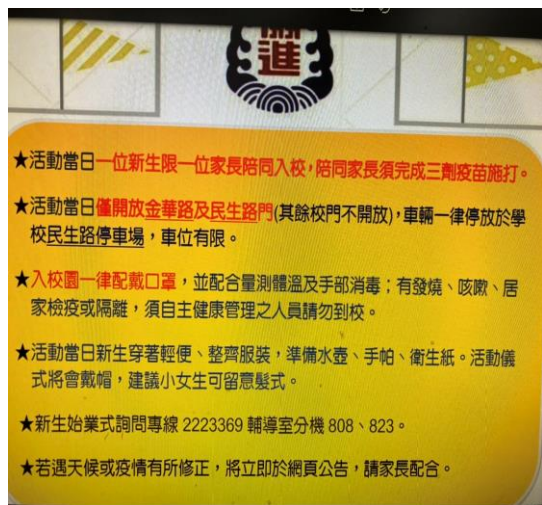 進
★活動當日一位新生限一位家長陪同入校，陪同家長須完成三劑疫苗施打。
★活動當日僅開放金華路及民生路門(其餘校門不開放)，車輛一律停放於學
校民生路停車場，車位有限。
★入校園一律配戴口罩，並配合量測體溫及手部消毒；有發燒、咳嗽、居
家檢疫或隔離，須自主健康管理之人員請勿到校。
★活動當日新生穿著輕便、整齊服裝，準備水壺、手帕、衛生紙。活動儀
式將會戴帽，建議小女生可留意髮式。
★新生始業式詢問專線 2223369 輔導室分機 808、823。
★若遇天候或疫情有所修正，將立即於網頁公告，請家長配合。